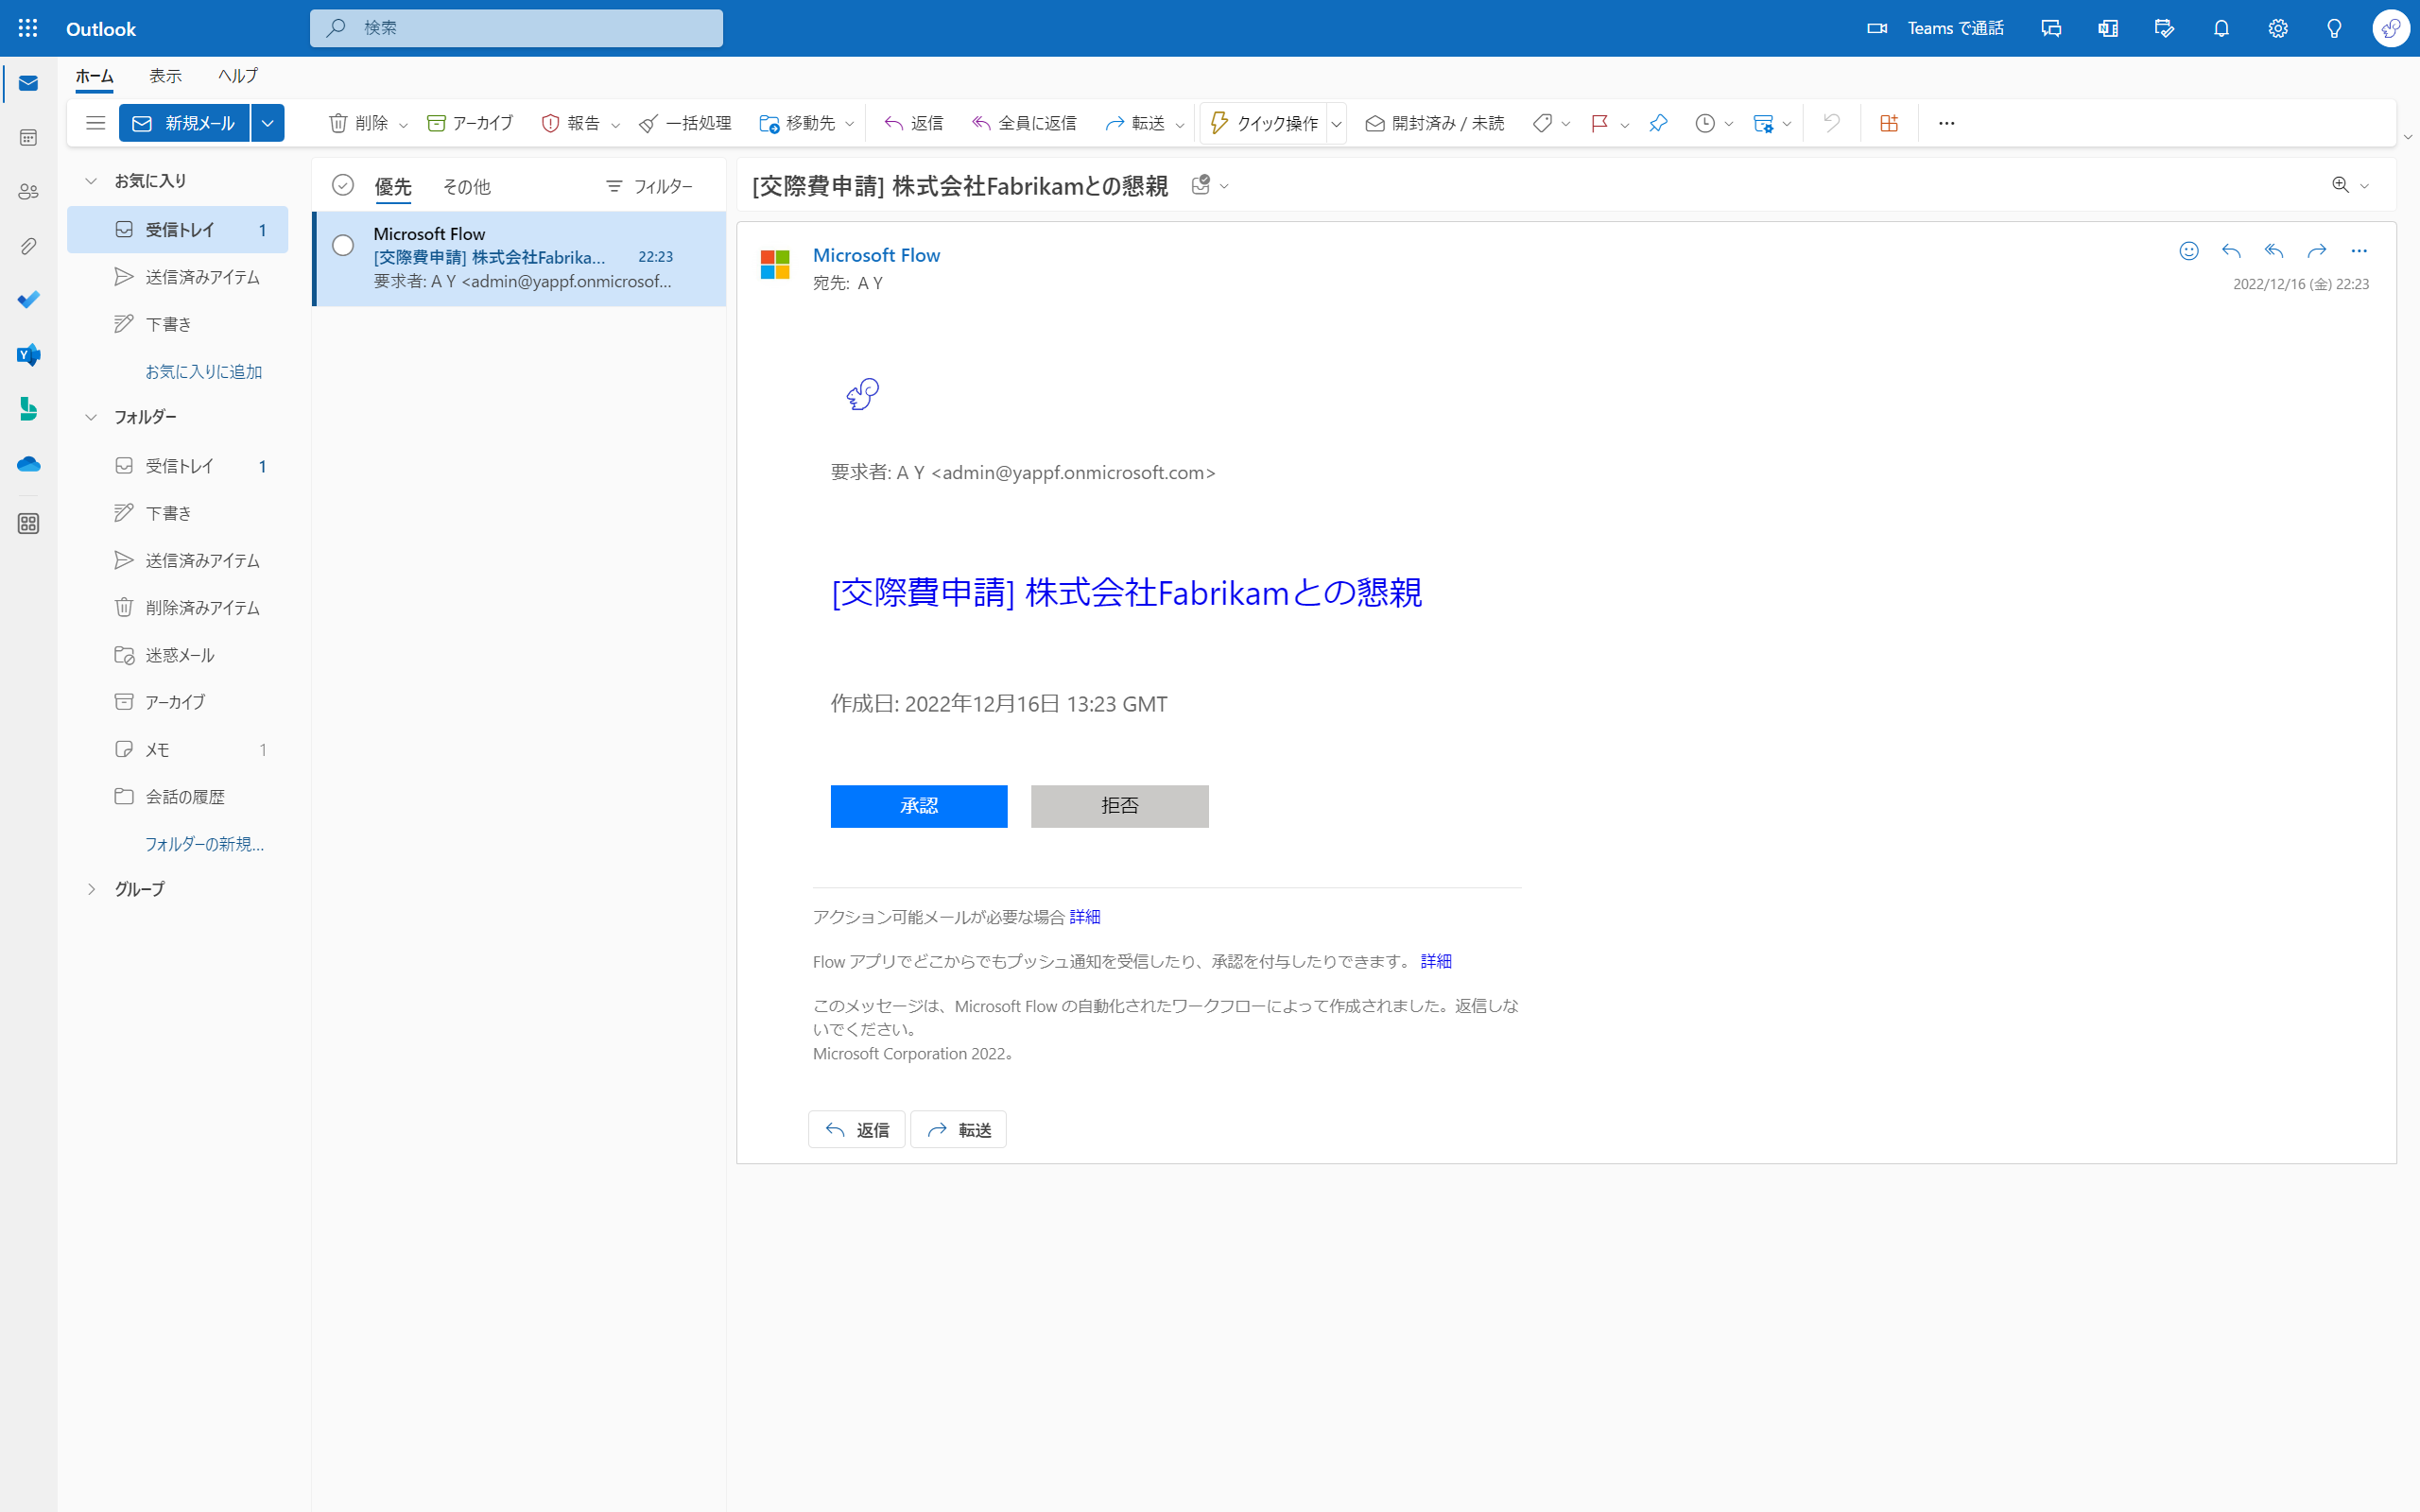 Outlook
検索
Teams で通話
ホーム
表示
ヘルプ
新規メール
削除
アーカイブ
報告
一括処理
移動先
返信
全員に返信
転送
クイック操作
開封済み / 未読
お気に入り
受信トレイ 1
送信済みアイテム
下書き
お気に入りに追加
フォルダー
受信トレイ 1
下書き
送信済みアイテム
削除済みアイテム
迷惑メール
アーカイブ
メモ 1
会話の履歴
フォルダーの新規...
グループ
優先
その他
フィルター
Microsoft Flow
[交際費申請] 株式会社Fabrika... 22:23
要求者: A Y <admin@yappf.onmicrosof...
[交際費申請] 株式会社Fabrikamとの懇親
Microsoft Flow
宛先: A Y
2022/12/16 (金) 22:23
要求者: A Y <admin@yappf.onmicrosoft.com>
[交際費申請] 株式会社Fabrikamとの懇親
作成日: 2022年12月16日 13:23 GMT
承認
拒否
アクション可能メールが必要な場合 詳細
Flow アプリでどこからでもプッシュ通知を受信したり、承認を付与したりできます。 詳細
このメッセージは、Microsoft Flow の自動化されたワークフローによって作成されました。返信しな
いでください。
Microsoft Corporation 2022。
返信
転送